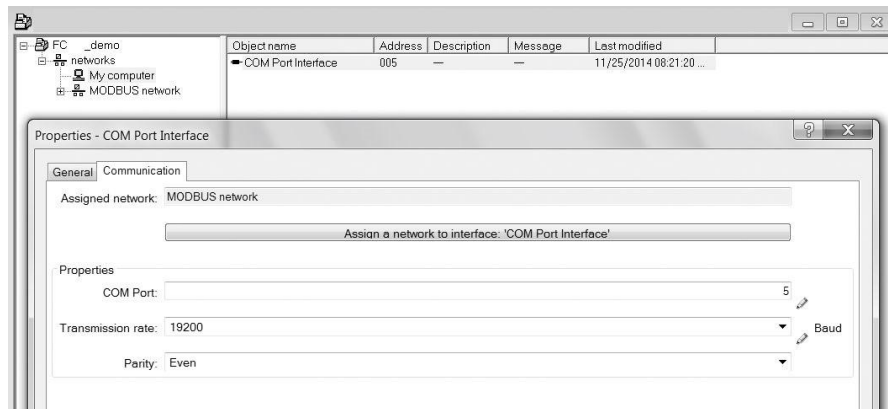 FC _demo
networks
My computer
MODBUS network
Object name Address Description Message Last modified
COM Port Interface 005 — — 11/25/2014 08:21:20 ...
Properties - COM Port Interface
General Communication
Assigned network: MODBUS network
Assign a network to interface: 'COM Port Interface'
Properties
COM Port: 5
Transmission rate: 19200 Baud
Parity: Even